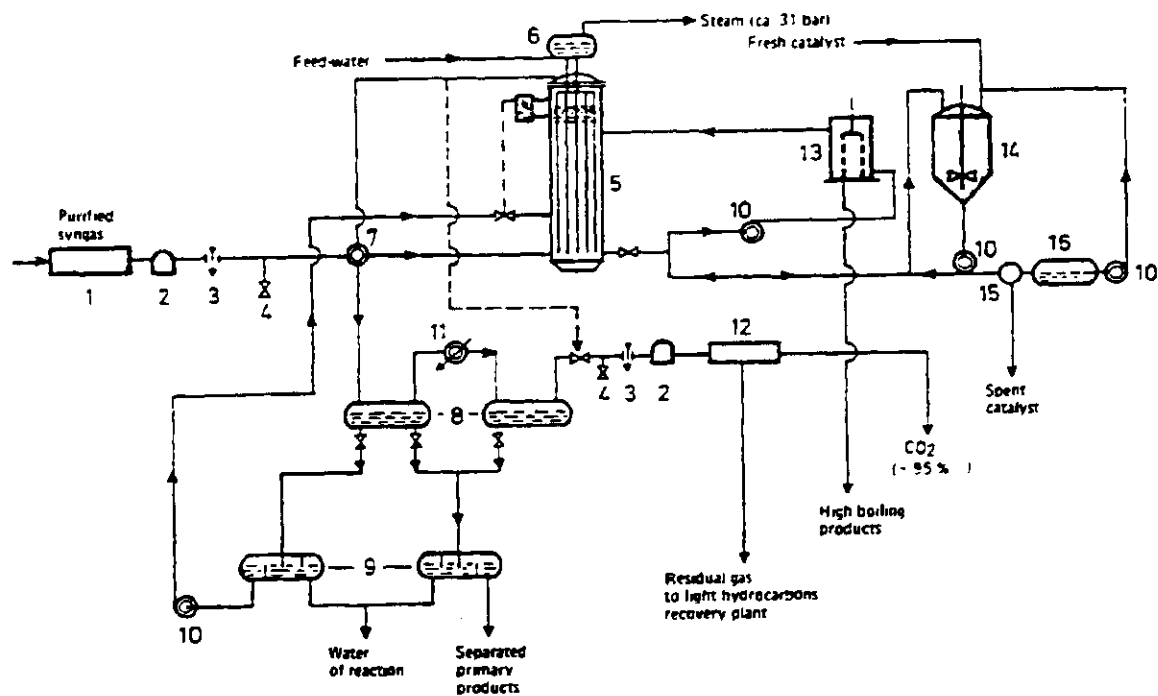 Steam (ca. 31 bar)
6
Fresh catalyst
Feed-water
13
14
5
10
Purified
syngas
7
10
16
1
2
3
4
15
10
11
12
4
3
2
8
Spent
catalyst
CO2
(~ 95 % )
High boiling
products
9
Residual gas
to light hydrocarbons
recovery plant
10
Water
of reaction
Separated
primary
products